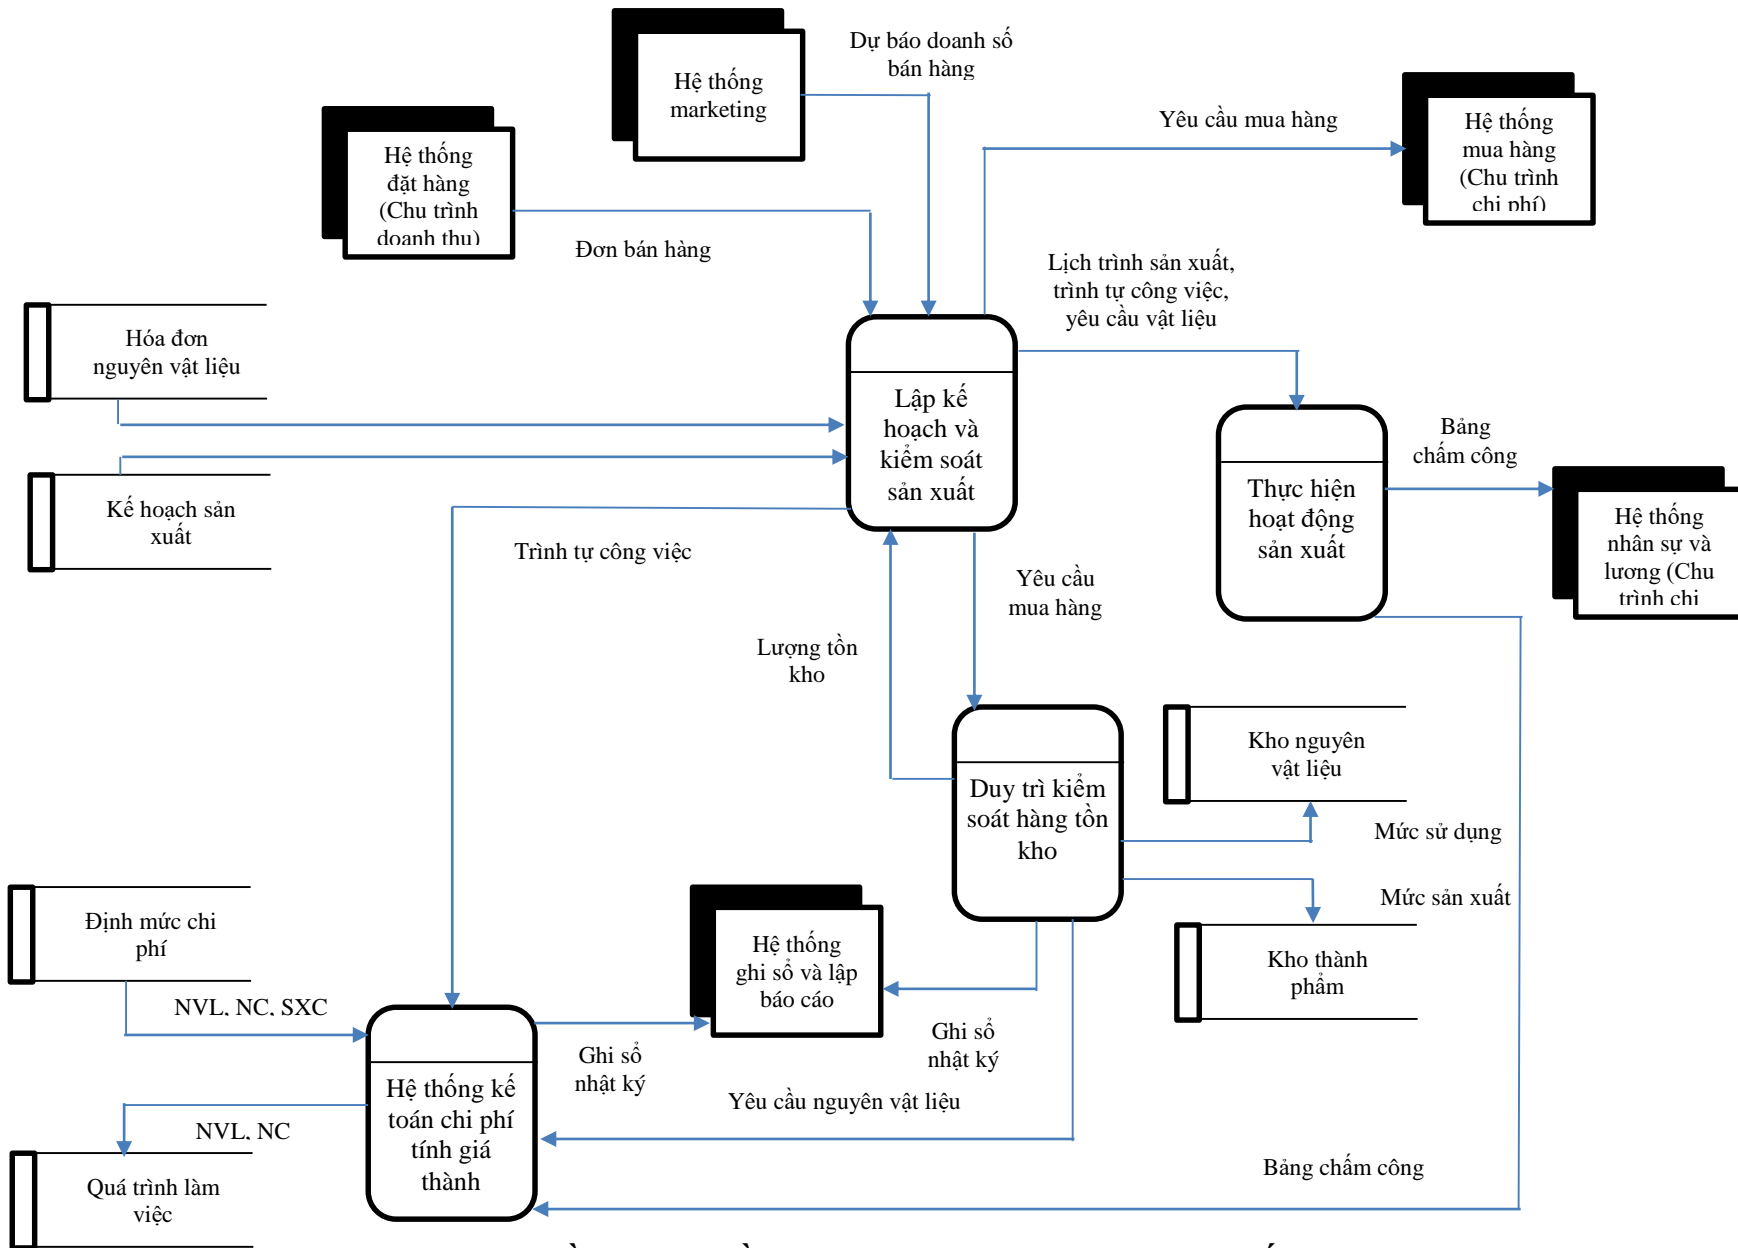 Dự báo doanh số
bán hàng
Hệ thống
marketing
Yêu cầu mua hàng
Hệ thống
mua hàng
(Chu trình
chi phí)
Hệ thống
đặt hàng
(Chu trình
doanh thu)
Đơn bán hàng
Lịch trình sản xuất,
trình tự công việc,
yêu cầu vật liệu
Hóa đơn
nguyên vật liệu
Lập kế
hoạch và
kiểm soát
sản xuất
Bảng
chấm công
Kế hoạch sản
xuất
Thực hiện
hoạt động
sản xuất
Hệ thống
nhân sự và
lương (Chu
trình chi
Trình tự công việc
Yêu cầu
mua hàng
Lượng tồn
kho
Kho nguyên
vật liệu
Duy trì kiểm
soát hàng tồn
kho
Mức sử dụng
Mức sản xuất
Định mức chi
phí
Hệ thống
ghi sổ và lập
báo cáo
Kho thành
phẩm
NVL, NC, SXC
Ghi sổ
nhật ký
Ghi sổ
nhật ký
Hệ thống kế
toán chi phí
tính giá
thành
Yêu cầu nguyên vật liệu
NVL, NC
Bảng chấm công
Quá trình làm
việc